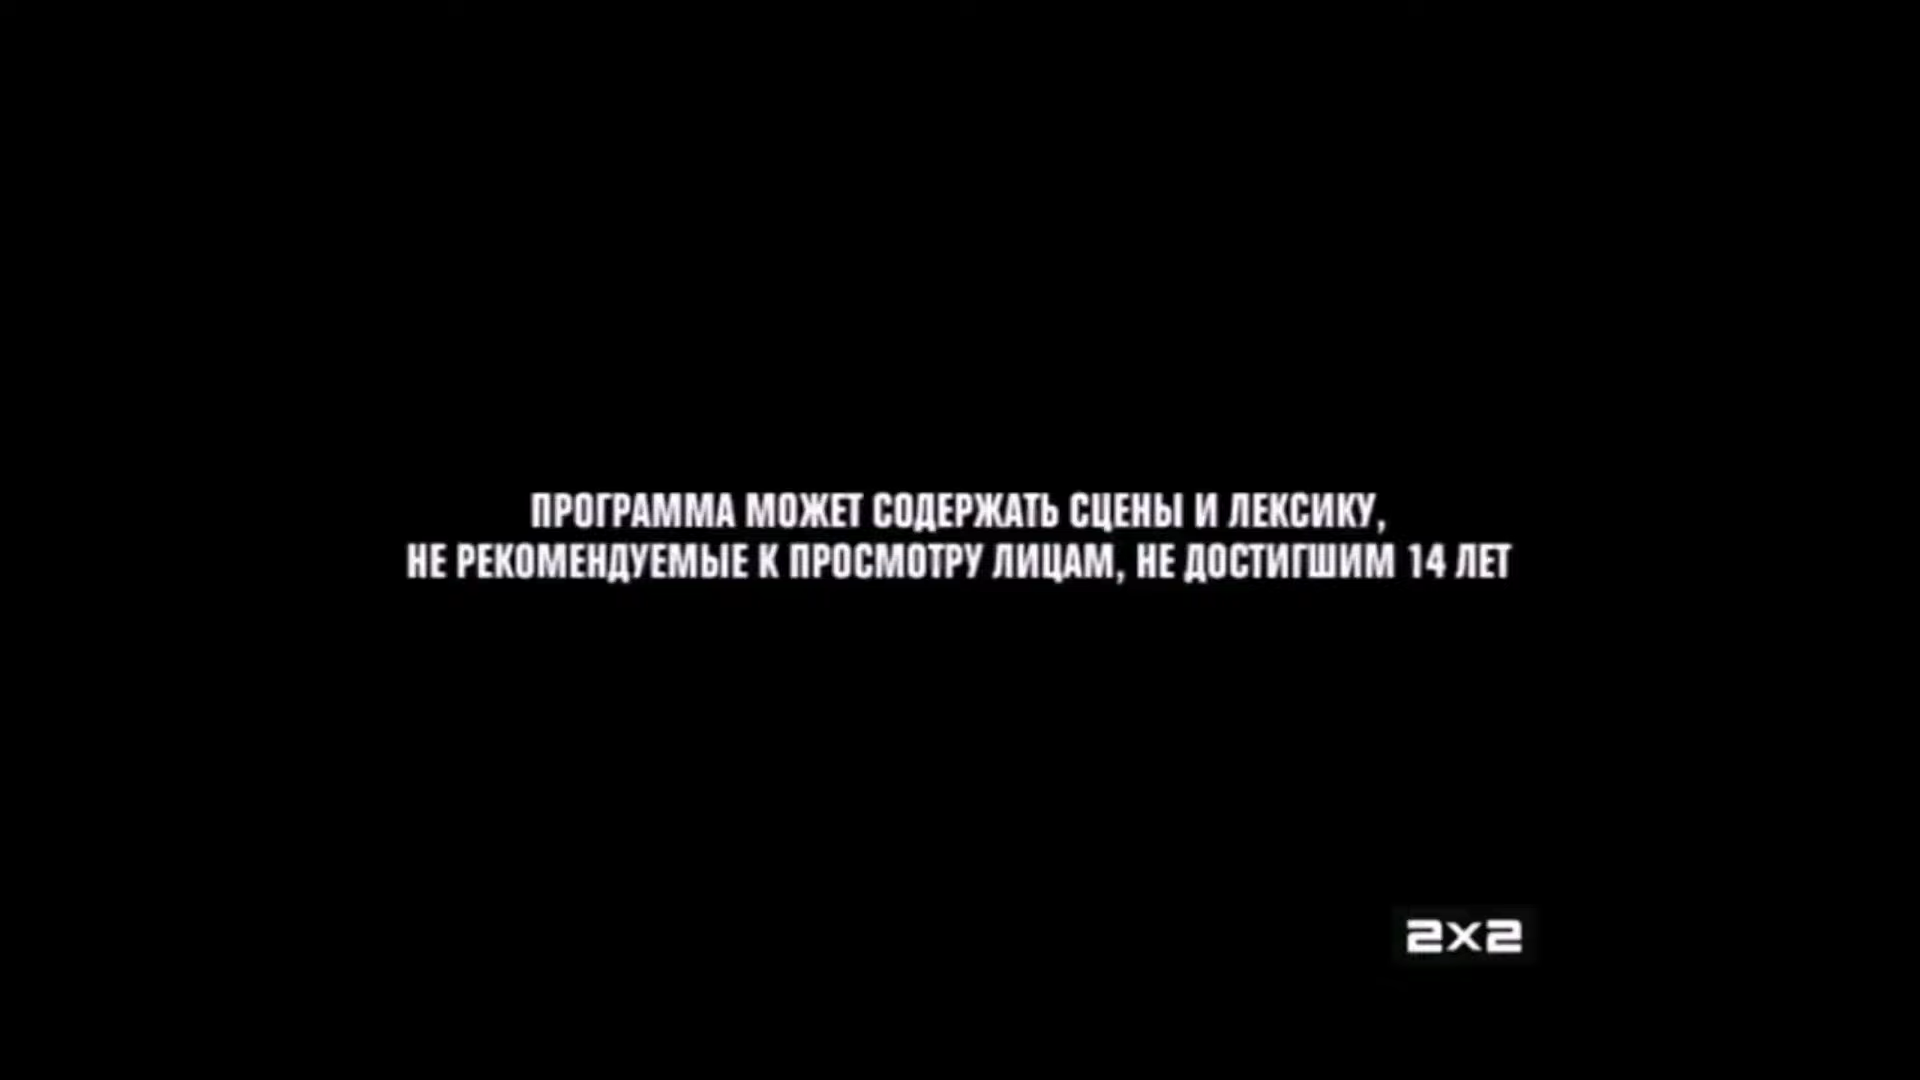 ПРОГРАММА МОЖЕТ СОДЕРЖАТЬ СЦЕНЫ И ЛЕКСИКУ,
НЕ РЕКОМЕНДУЕМЫЕ К ПРОСМОТРУ ЛИЦАМ, НЕ ДОСТИГШИМ 14 ЛЕТ
2x2